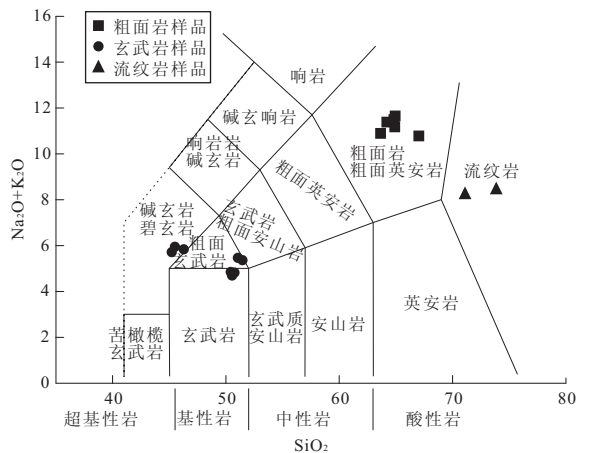 16
14
12
10
8
6
4
2
0
Na₂O+K₂O
粗面岩样品
玄武岩样品
流纹岩样品
响岩
碱玄响岩
响岩岩
碱玄岩
粗面岩
粗面英安岩
流纹岩
粗面英安岩
碱玄岩
碧玄岩
玄武岩
粗面安山岩
粗面
玄武岩
英安岩
苦橄榄
玄武岩
玄武岩
玄武质
安山岩
安山岩
40
50
60
70
80
超基性岩
基性岩
中性岩
酸性岩
SiO₂